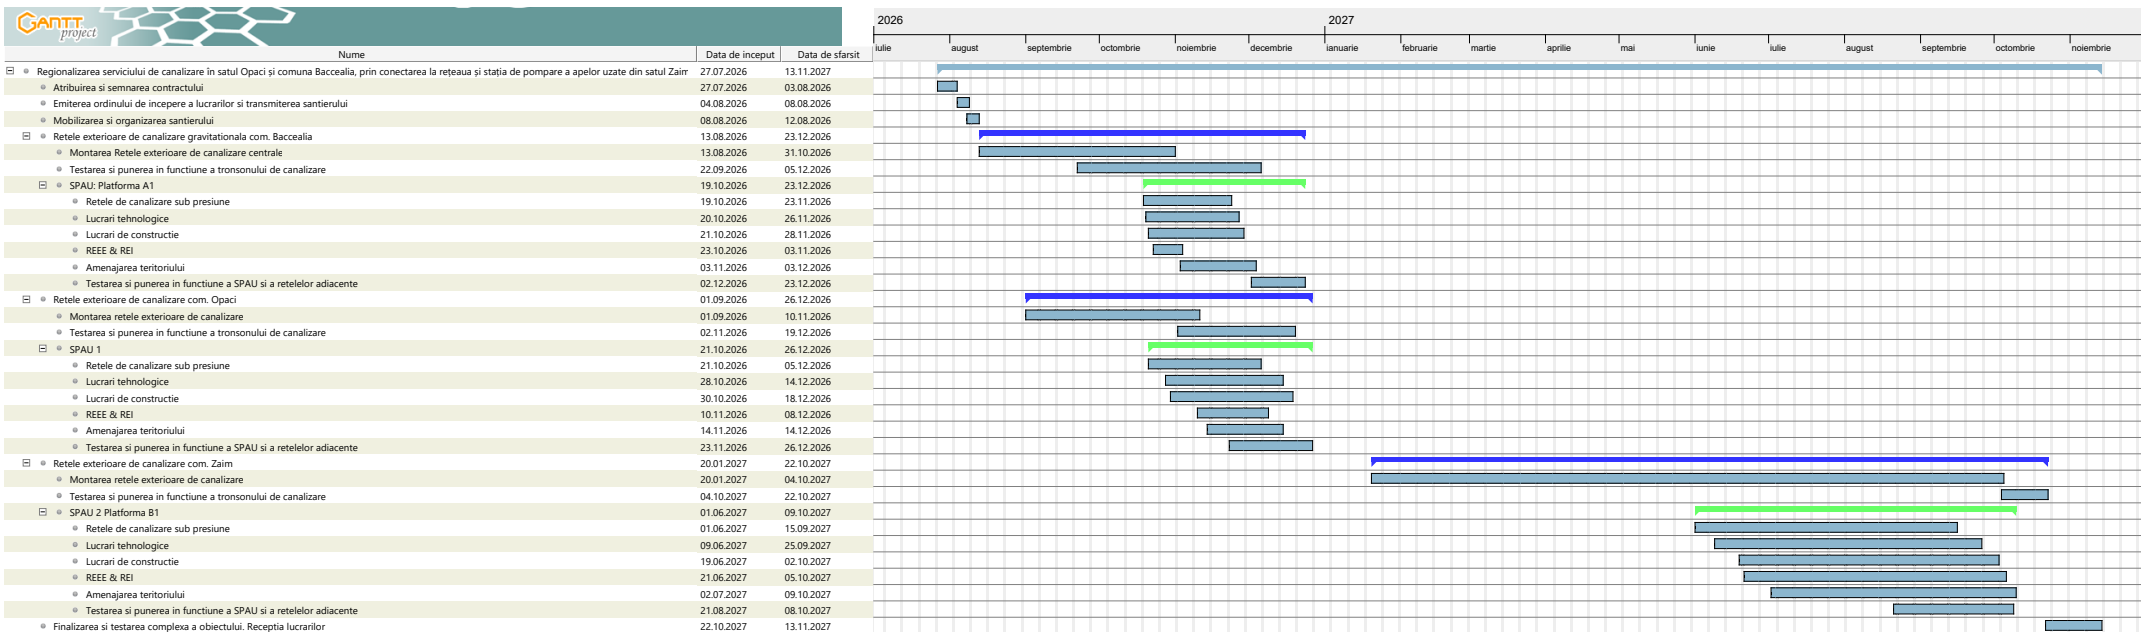 GANTT
project
2026 2027
Nume Data de inceput Data de sfarsit iulie august septembrie octombrie noiembrie decembrie ianuarie februarie martie aprilie mai iunie iulie august septembrie octombrie noiembrie
Regionalizarea serviciului de canalizare în satul Opaci și comuna Baccealia, prin conectarea la rețeaua și stația de pompare a apelor uzate din satul Zaim 27.07.2026 13.11.2027
Atribuirea si semnarea contractului 27.07.2026 03.08.2026
Emiterea ordinului de incepere a lucrarilor si transmiterea santierului 04.08.2026 08.08.2026
Mobilizarea si organizarea santierului 08.08.2026 12.08.2026
Retele exterioare de canalizare gravitationala com. Baccealia 13.08.2026 23.12.2026
Montarea Retele exterioare de canalizare centrale 13.08.2026 31.10.2026
Testarea si punerea in functiune a tronsonului de canalizare 22.09.2026 05.12.2026
SPAU: Platforma A1 19.10.2026 23.12.2026
Retele de canalizare sub presiune 19.10.2026 23.11.2026
Lucrari tehnologice 20.10.2026 26.11.2026
Lucrari de constructie 21.10.2026 28.11.2026
REEE & REI 23.10.2026 03.11.2026
Amenajarea teritoriului 03.11.2026 03.12.2026
Testarea si punerea in functiune a SPAU si a retelelor adiacente 02.12.2026 23.12.2026
Retele exterioare de canalizare com. Opaci 01.09.2026 26.12.2026
Montarea retele exterioare de canalizare 01.09.2026 10.11.2026
Testarea si punerea in functiune a tronsonului de canalizare 02.11.2026 19.12.2026
SPAU 1 21.10.2026 26.12.2026
Retele de canalizare sub presiune 21.10.2026 05.12.2026
Lucrari tehnologice 28.10.2026 14.12.2026
Lucrari de constructie 30.10.2026 18.12.2026
REEE & REI 10.11.2026 08.12.2026
Amenajarea teritoriului 14.11.2026 14.12.2026
Testarea si punerea in functiune a SPAU si a retelelor adiacente 23.11.2026 26.12.2026
Retele exterioare de canalizare com. Zaim 20.01.2027 22.10.2027
Montarea retele exterioare de canalizare 20.01.2027 04.10.2027
Testarea si punerea in functiune a tronsonului de canalizare 04.10.2027 22.10.2027
SPAU 2 Platforma B1 01.06.2027 09.10.2027
Retele de canalizare sub presiune 01.06.2027 15.09.2027
Lucrari tehnologice 09.06.2027 25.09.2027
Lucrari de constructie 19.06.2027 02.10.2027
REEE & REI 21.06.2027 05.10.2027
Amenajarea teritoriului 02.07.2027 09.10.2027
Testarea si punerea in functiune a SPAU si a retelelor adiacente 21.08.2027 08.10.2027
Finalizarea si testarea complexa a obiectului. Receptia lucrarilor 22.10.2027 13.11.2027